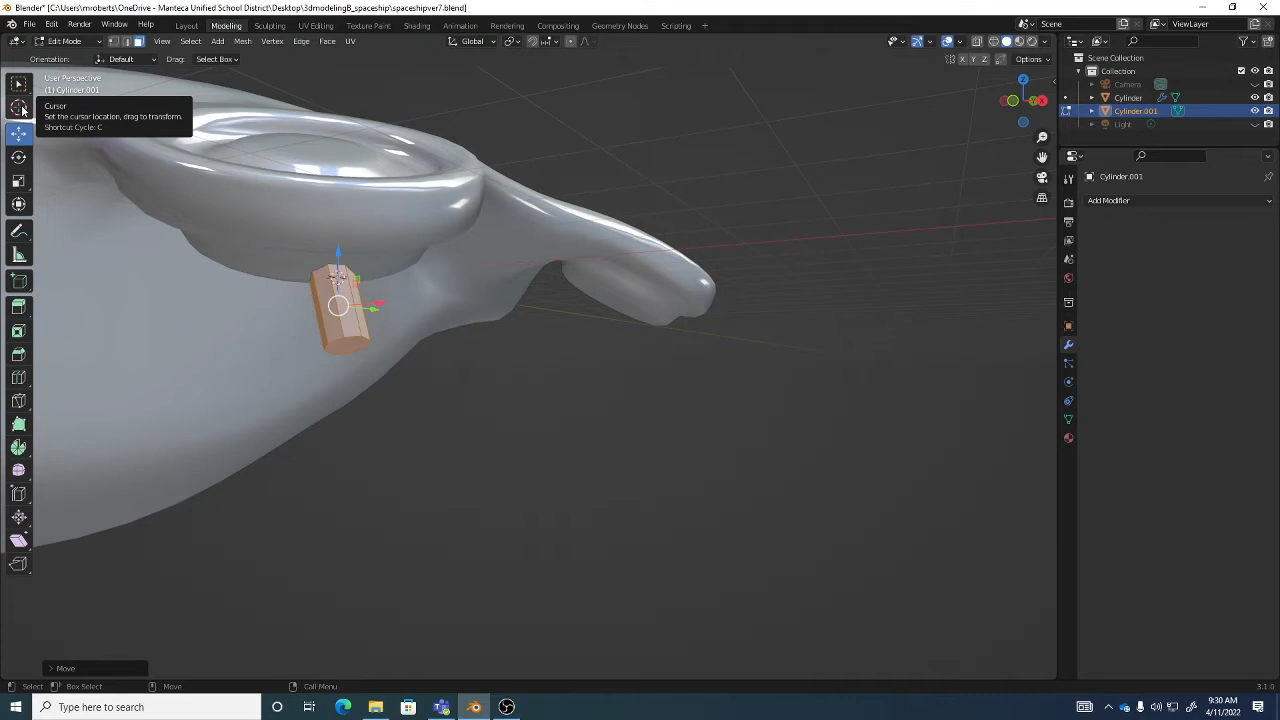 Blender* [C:\Users\mroberts\OneDrive - Manteca Unified School District\Desktop\3dmodeling8_spaceship\spaceshipver7.blend]
File Edit Render Window Help Layout Modeling Sculpting UV Editing Texture Paint Shading Animation Rendering Compositing Geometry Nodes Scripting + Scene ViewLayer
Edit Mode View Select Add Mesh Vertex Edge Face UV Global
Orientation: Default Drag: Select Box X Y Z Options
User Perspective
(1) Cylinder.001
Cursor
Set the cursor location, drag to transform.
Shortcut Cycle: C
Scene Collection
Collection
Camera
Cylinder
Cylinder.001
Light
Cylinder.001
Add Modifier
Z
Y X
Move
Select Box Select Move Call Menu 3.1.0
Type here to search
9:30 AM
4/11/2022